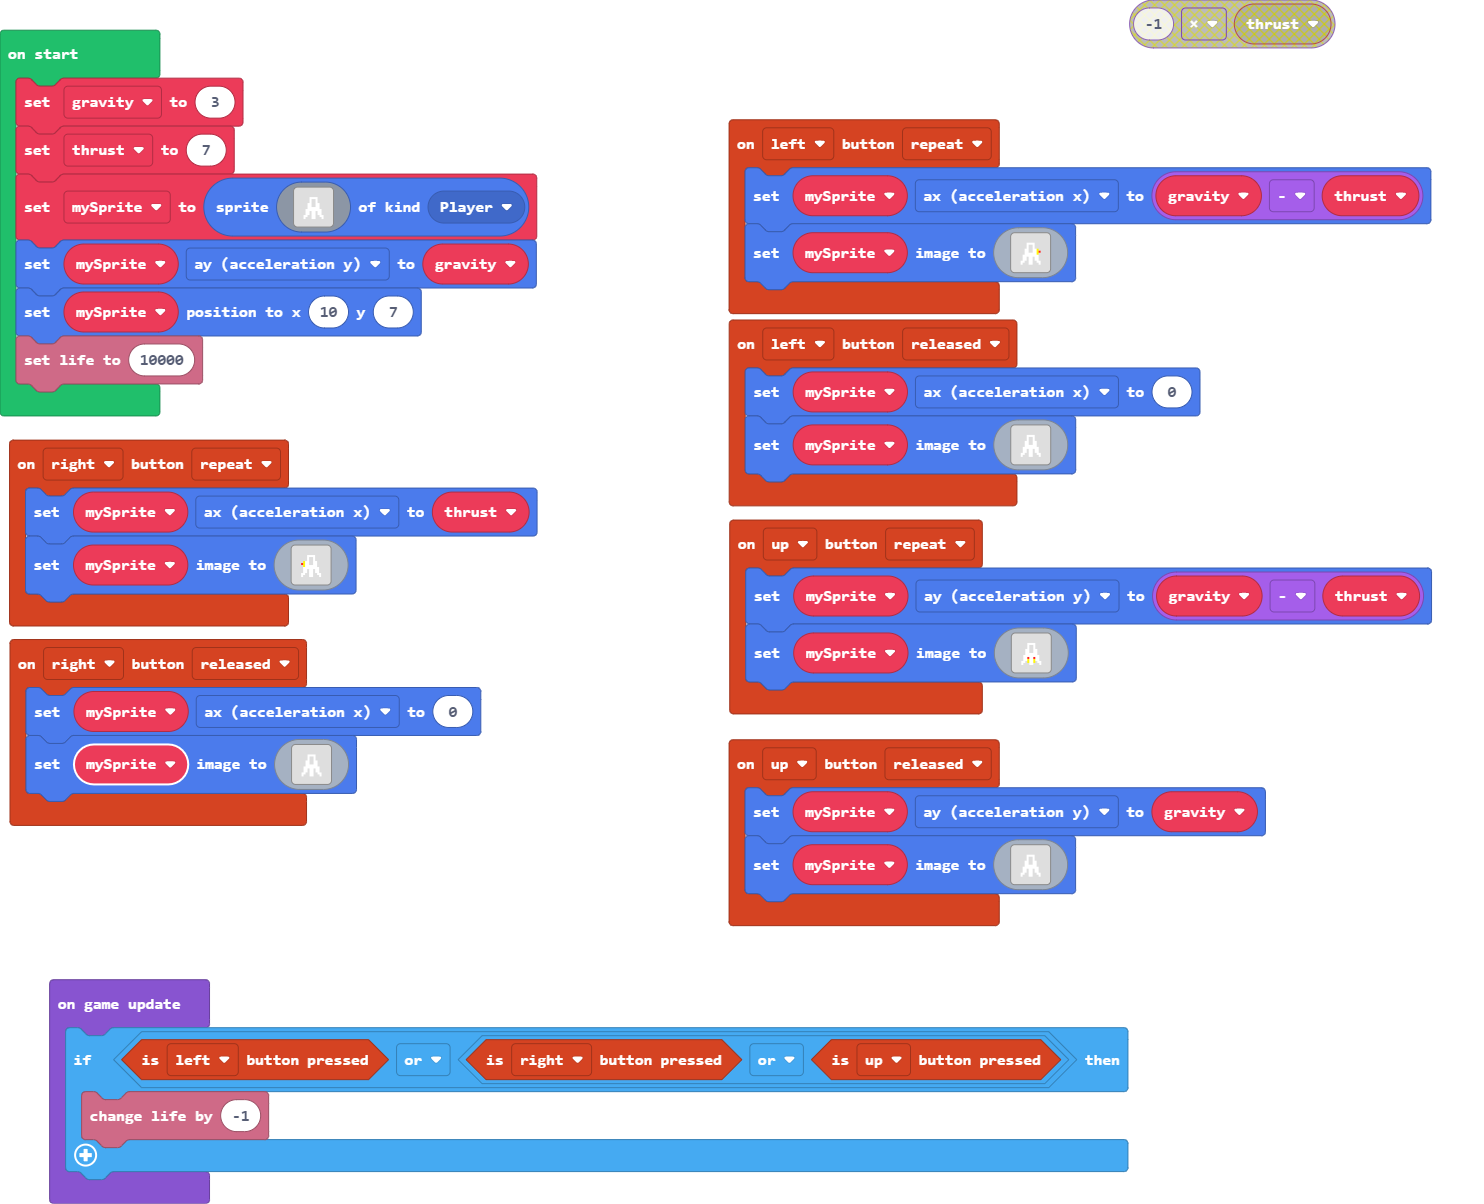 -1 × thrust
on start
set gravity to 3
set thrust to 7
set mySprite to sprite of kind Player
set mySprite ay (acceleration y) to gravity
set mySprite position to x 10 y 7
set life to 10000
on right button repeat
set mySprite ax (acceleration x) to thrust
set mySprite image to
on right button released
set mySprite ax (acceleration x) to 0
set mySprite image to
on left button repeat
set mySprite ax (acceleration x) to gravity - thrust
set mySprite image to
on left button released
set mySprite ax (acceleration x) to 0
set mySprite image to
on up button repeat
set mySprite ay (acceleration y) to gravity - thrust
set mySprite image to
on up button released
set mySprite ay (acceleration y) to gravity
set mySprite image to
on game update
if is left button pressed or is right button pressed or is up button pressed then
change life by -1